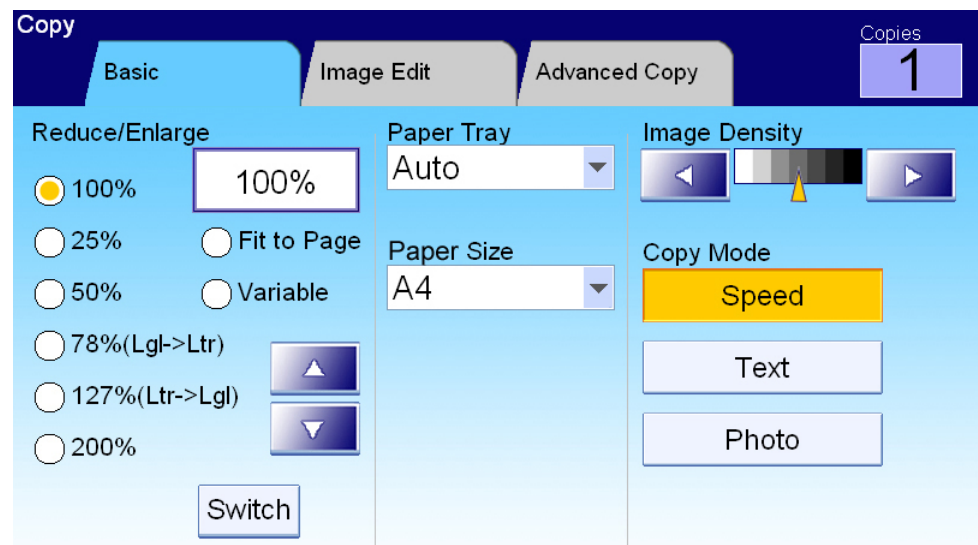 Copy
Copies
1
Basic
Image Edit
Advanced Copy
Reduce/Enlarge
100%
100%
25%
Fit to Page
50%
Variable
78%(Lgl->Ltr)
127%(Ltr->Lgl)
200%
Switch
Paper Tray
Auto
Paper Size
A4
Image Density
Copy Mode
Speed
Text
Photo